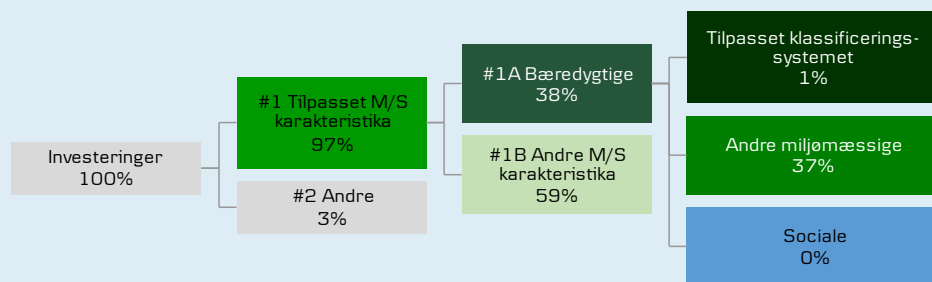 Investeringer
100%
#1 Tilpasset M/S
karakteristika
97%
#2 Andre
3%
#1A Bæredygtige
38%
#1B Andre M/S
karakteristika
59%
Tilpasset klassificerings-
systemet
1%
Andre miljømæssige
37%
Sociale
0%